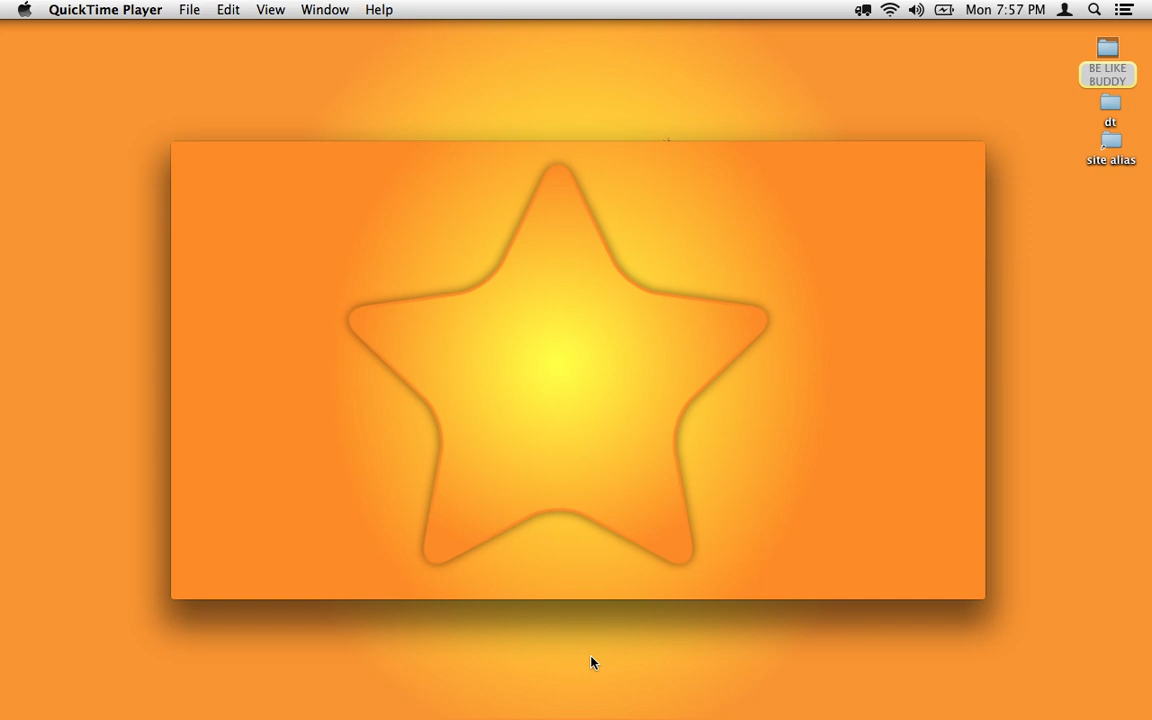 QuickTime Player File Edit View Window Help Mon 7:57 PM
BE LIKE
BUDDY
dt
site alias